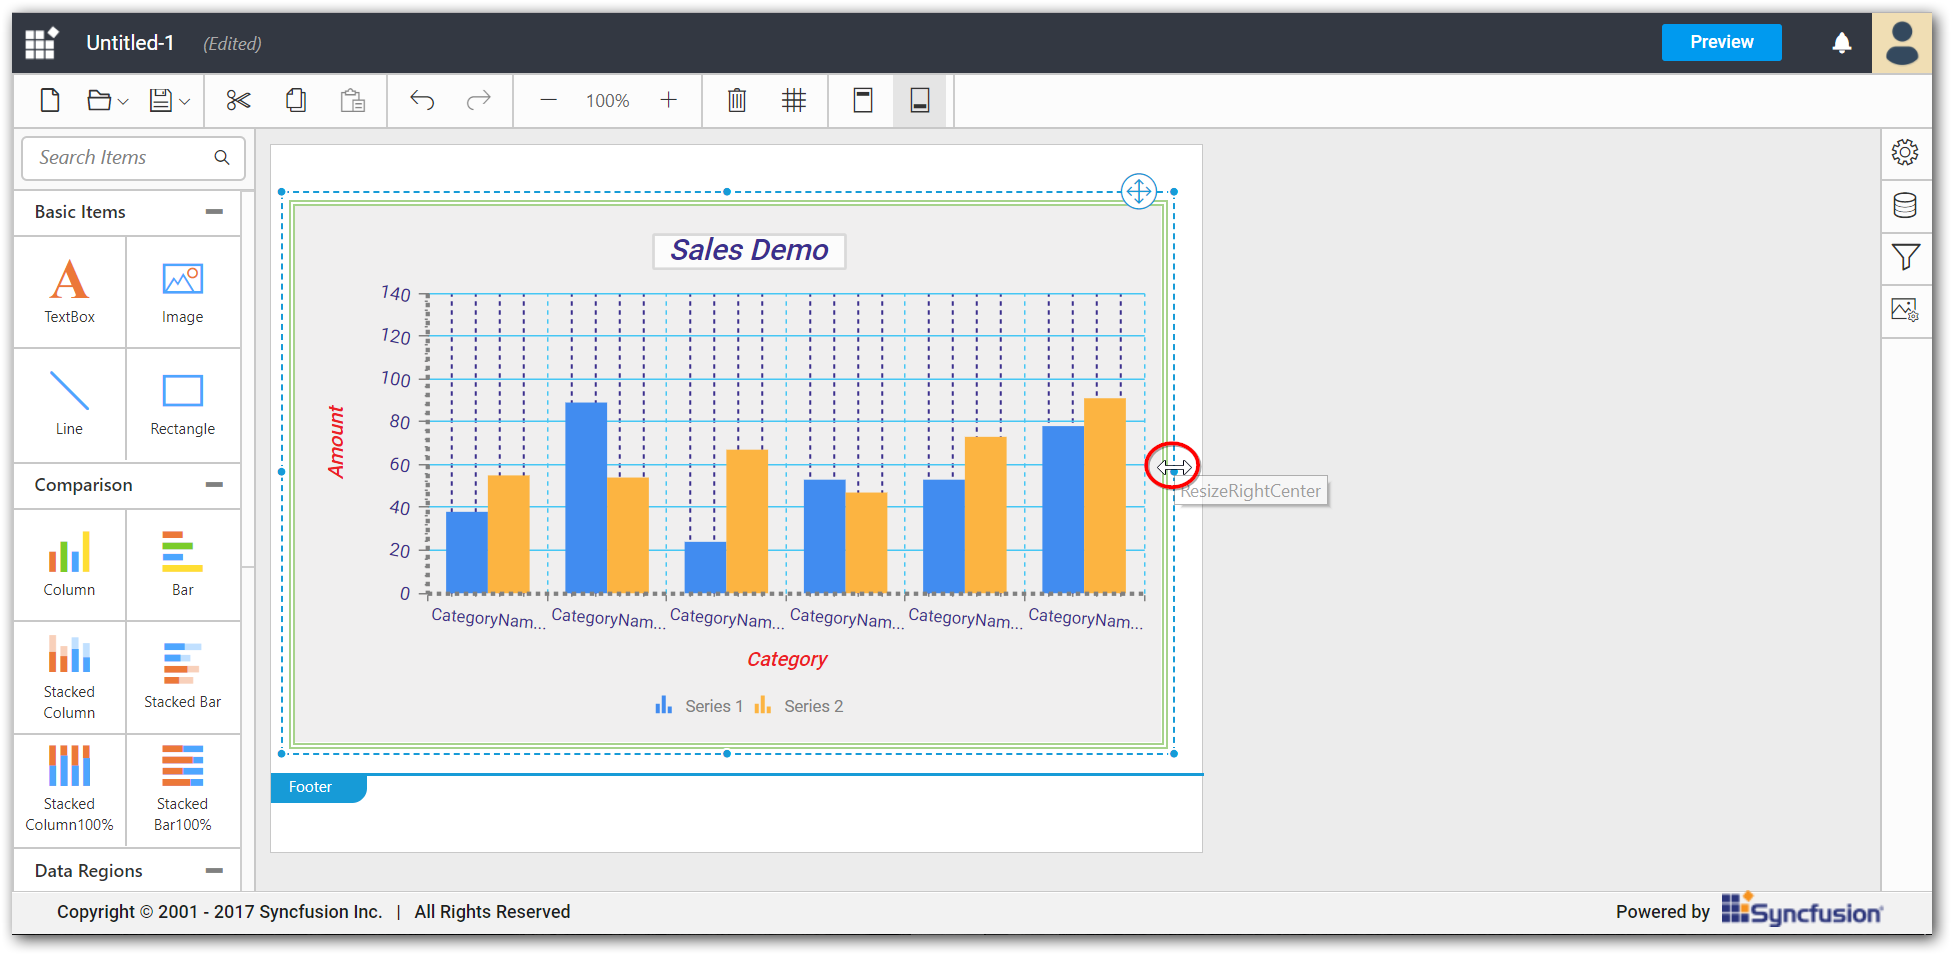 Untitled-1 (Edited)
Preview
100%
Search Items
Basic Items
TextBox
Image
Line
Rectangle
Comparison
Column
Bar
Stacked
Column
Stacked Bar
Stacked
Column100%
Stacked
Bar100%
Data Regions
Sales Demo
140
120
100
80
60
40
20
0
Amount
CategoryNam... CategoryNam... CategoryNam... CategoryNam... CategoryNam... CategoryNam...
Category
Series 1 Series 2
ResizeRightCenter
Footer
Copyright © 2001 - 2017 Syncfusion Inc. | All Rights Reserved
Powered by Syncfusion